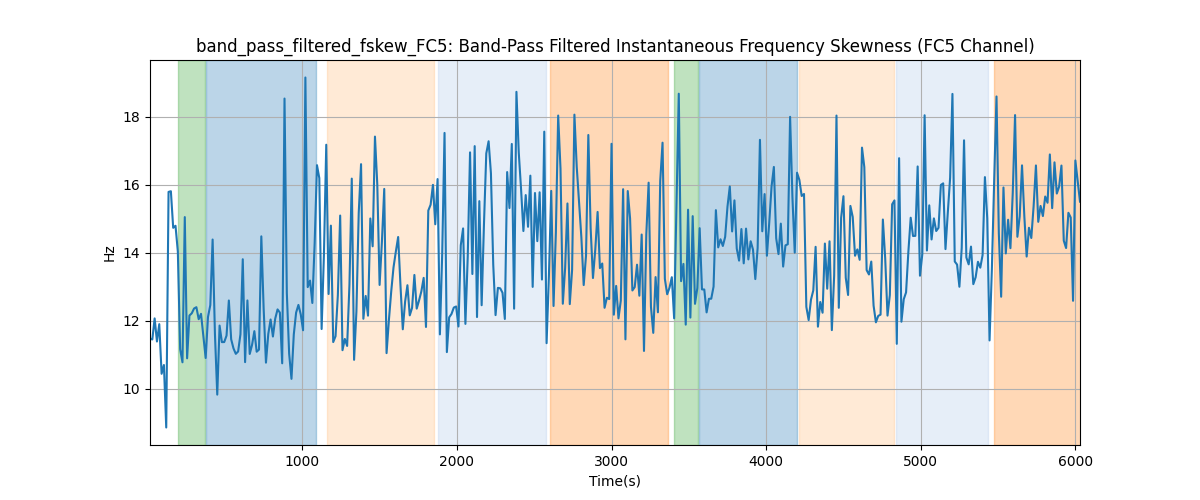 band_pass_filtered_fskew_FC5: Band-Pass Filtered Instantaneous Frequency Skewness (FC5 Channel)
18
16
14
12
10
Hz
1000 2000 3000 4000 5000 6000
Time(s)